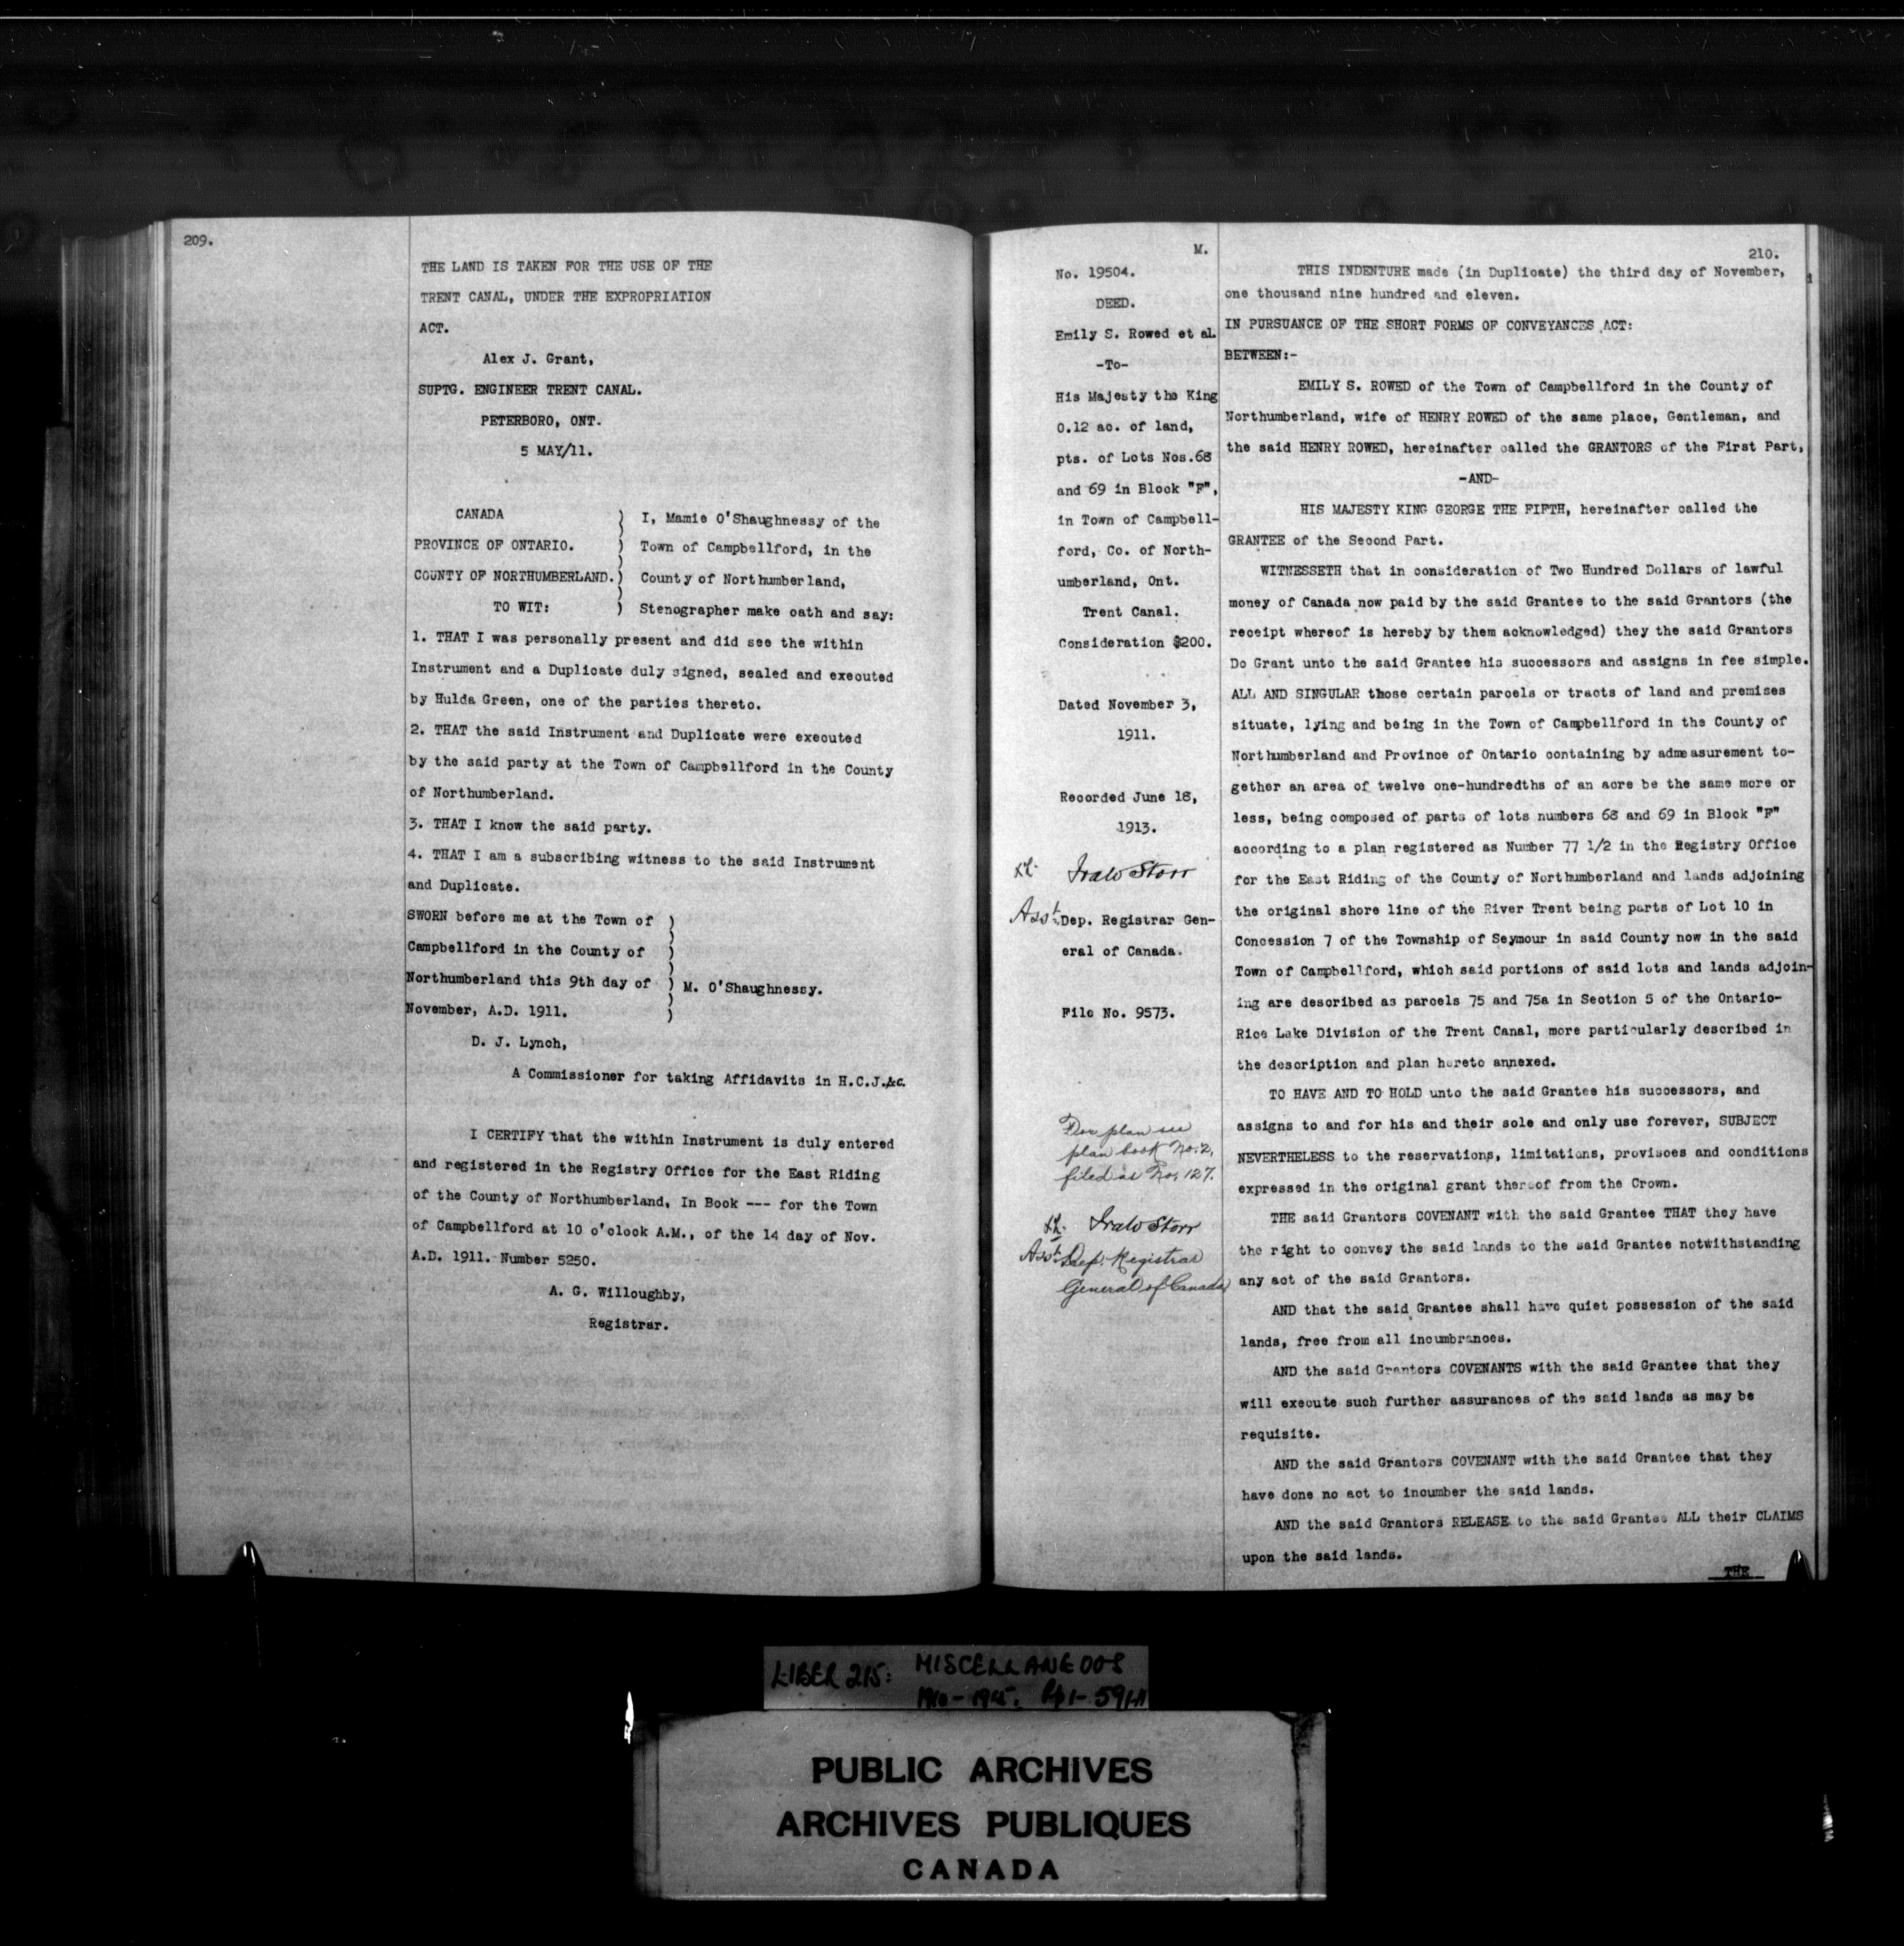 209.
THE LAND IS TAKEN FOR THE USE OF THE
TRENT CANAL, UNDER THE EXPROPRIATION
ACT.
Alex J. Grant,
SUPTG. ENGINEER TRENT CANAL.
PETERBORO, ONT.
5 MAY/11.
CANADA
PROVINCE OF ONTARIO.
COUNTY OF NORTHUMBERLAND.
TO WIT:
I, Mamie O'Shaughnessy of the
Town of Campbellford, in the
County of Northumberland,
Stenographer make oath and say:
1. THAT I was personally present and did see the within
Instrument and a Duplicate duly signed, sealed and executed
by Hulda Green, one of the parties thereto.
2. THAT the said Instrument and Duplicate were executed
by the said party at the Town of Campbellford in the County
of Northumberland.
3. THAT I know the said party.
4. THAT I am a subscribing witness to the said Instrument
and Duplicate.
SWORN before me at the Town of
Campbellford in the County of
Northumberland this 9th day of
November, A.D. 1911.
M. O'Shaughnessy.
D. J. Lynch,
A Commissioner for taking Affidavits in H.C.J.&c.
I CERTIFY that the within Instrument is duly entered
and registered in the Registry Office for the East Riding
of the County of Northumberland, In Book --- for the Town
of Campbellford at 10 o'clock A.M., of the 14 day of Nov.
A.D. 1911. Number 5250.
A. G. Willoughby,
Registrar.
M.
No. 19504.
DEED.
Emily S. Rowed et al.
-To-
His Majesty the King
0.12 ac. of land,
pts. of Lots Nos.68
and 69 in Block "F",
in Town of Campbell-
ford, Co. of North-
umberland, Ont.
Trent Canal.
Consideration $200.
Dated November 3,
1911.
Recorded June 18,
1913.
Storr
Asst. Dep. Registrar Gen-
eral of Canada.
File No. 9573.
For plan see
plan book No. 2,
filed as No. 127.
Storr
Asst. Dep. Registrar
General of Canada
210.
THIS INDENTURE made (in Duplicate) the third day of November,
one thousand nine hundred and eleven.
IN PURSUANCE OF THE SHORT FORMS OF CONVEYANCES ACT:
BETWEEN:-
EMILY S. ROWED of the Town of Campbellford in the County of
Northumberland, wife of HENRY ROWED of the same place, Gentleman, and
the said HENRY ROWED, hereinafter called the GRANTORS of the First Part,
-AND-
HIS MAJESTY KING GEORGE THE FIFTH, hereinafter called the
GRANTEE of the Second Part.
WITNESSETH that in consideration of Two Hundred Dollars of lawful
money of Canada now paid by the said Grantee to the said Grantors (the
receipt whereof is hereby by them acknowledged) they the said Grantors
Do Grant unto the said Grantee his successors and assigns in fee simple.
ALL AND SINGULAR those certain parcels or tracts of land and premises
situate, lying and being in the Town of Campbellford in the County of
Northumberland and Province of Ontario containing by admeasurement to-
gether an area of twelve one-hundredths of an acre be the same more or
less, being composed of parts of lots numbers 68 and 69 in Block "F"
according to a plan registered as Number 77 1/2 in the Registry Office
for the East Riding of the County of Northumberland and lands adjoining
the original shore line of the River Trent being parts of Lot 10 in
Concession 7 of the Township of Seymour in said County now in the said
Town of Campbellford, which said portions of said lots and lands adjoin-
ing are described as parcels 75 and 75a in Section 5 of the Ontario-
Rice Lake Division of the Trent Canal, more particularly described in
the description and plan hereto annexed.
TO HAVE AND TO HOLD unto the said Grantee his successors, and
assigns to and for his and their sole and only use forever, SUBJECT
NEVERTHELESS to the reservations, limitations, provisoes and conditions
expressed in the original grant thereof from the Crown.
THE said Grantors COVENANT with the said Grantee THAT they have
the right to convey the said lands to the said Grantee notwithstanding
any act of the said Grantors.
AND that the said Grantee shall have quiet possession of the said
lands, free from all incumbrances.
AND the said Grantors COVENANTS with the said Grantee that they
will execute such further assurances of the said lands as may be
requisite.
AND the said Grantors COVENANT with the said Grantee that they
have done no act to incumber the said lands.
AND the said Grantors RELEASE to the said Grantee ALL their CLAIMS
upon the said lands.
THE
LIBER 215: MISCELLANEOUS
PUBLIC ARCHIVES
ARCHIVES PUBLIQUES
CANADA